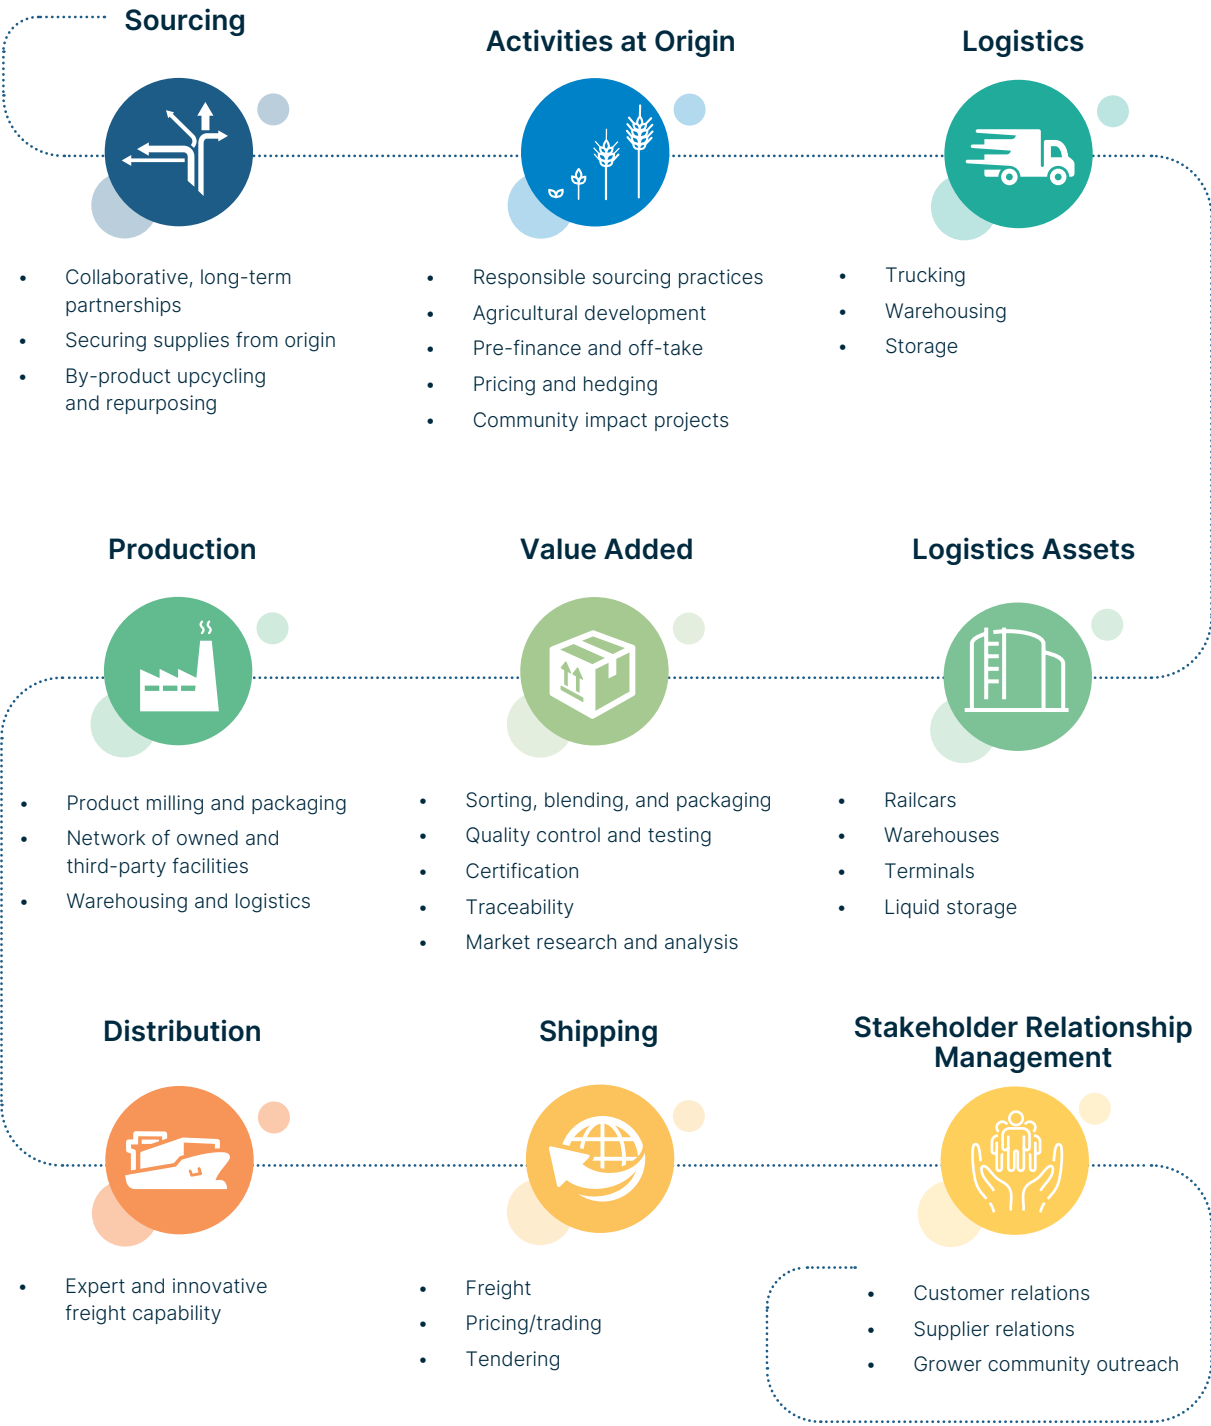 Sourcing
Activities at Origin
Logistics
• Collaborative, long-term
partnerships
• Securing supplies from origin
• By-product upcycling
and repurposing
• Responsible sourcing practices
• Agricultural development
• Pre-finance and off-take
• Pricing and hedging
• Community impact projects
• Trucking
• Warehousing
• Storage
Production
Value Added
Logistics Assets
• Product milling and packaging
• Network of owned and
third-party facilities
• Warehousing and logistics
• Sorting, blending, and packaging
• Quality control and testing
• Certification
• Traceability
• Market research and analysis
• Railcars
• Warehouses
• Terminals
• Liquid storage
Distribution
Shipping
Stakeholder Relationship
Management
• Expert and innovative
freight capability
• Freight
• Pricing/trading
• Tendering
• Customer relations
• Supplier relations
• Grower community outreach